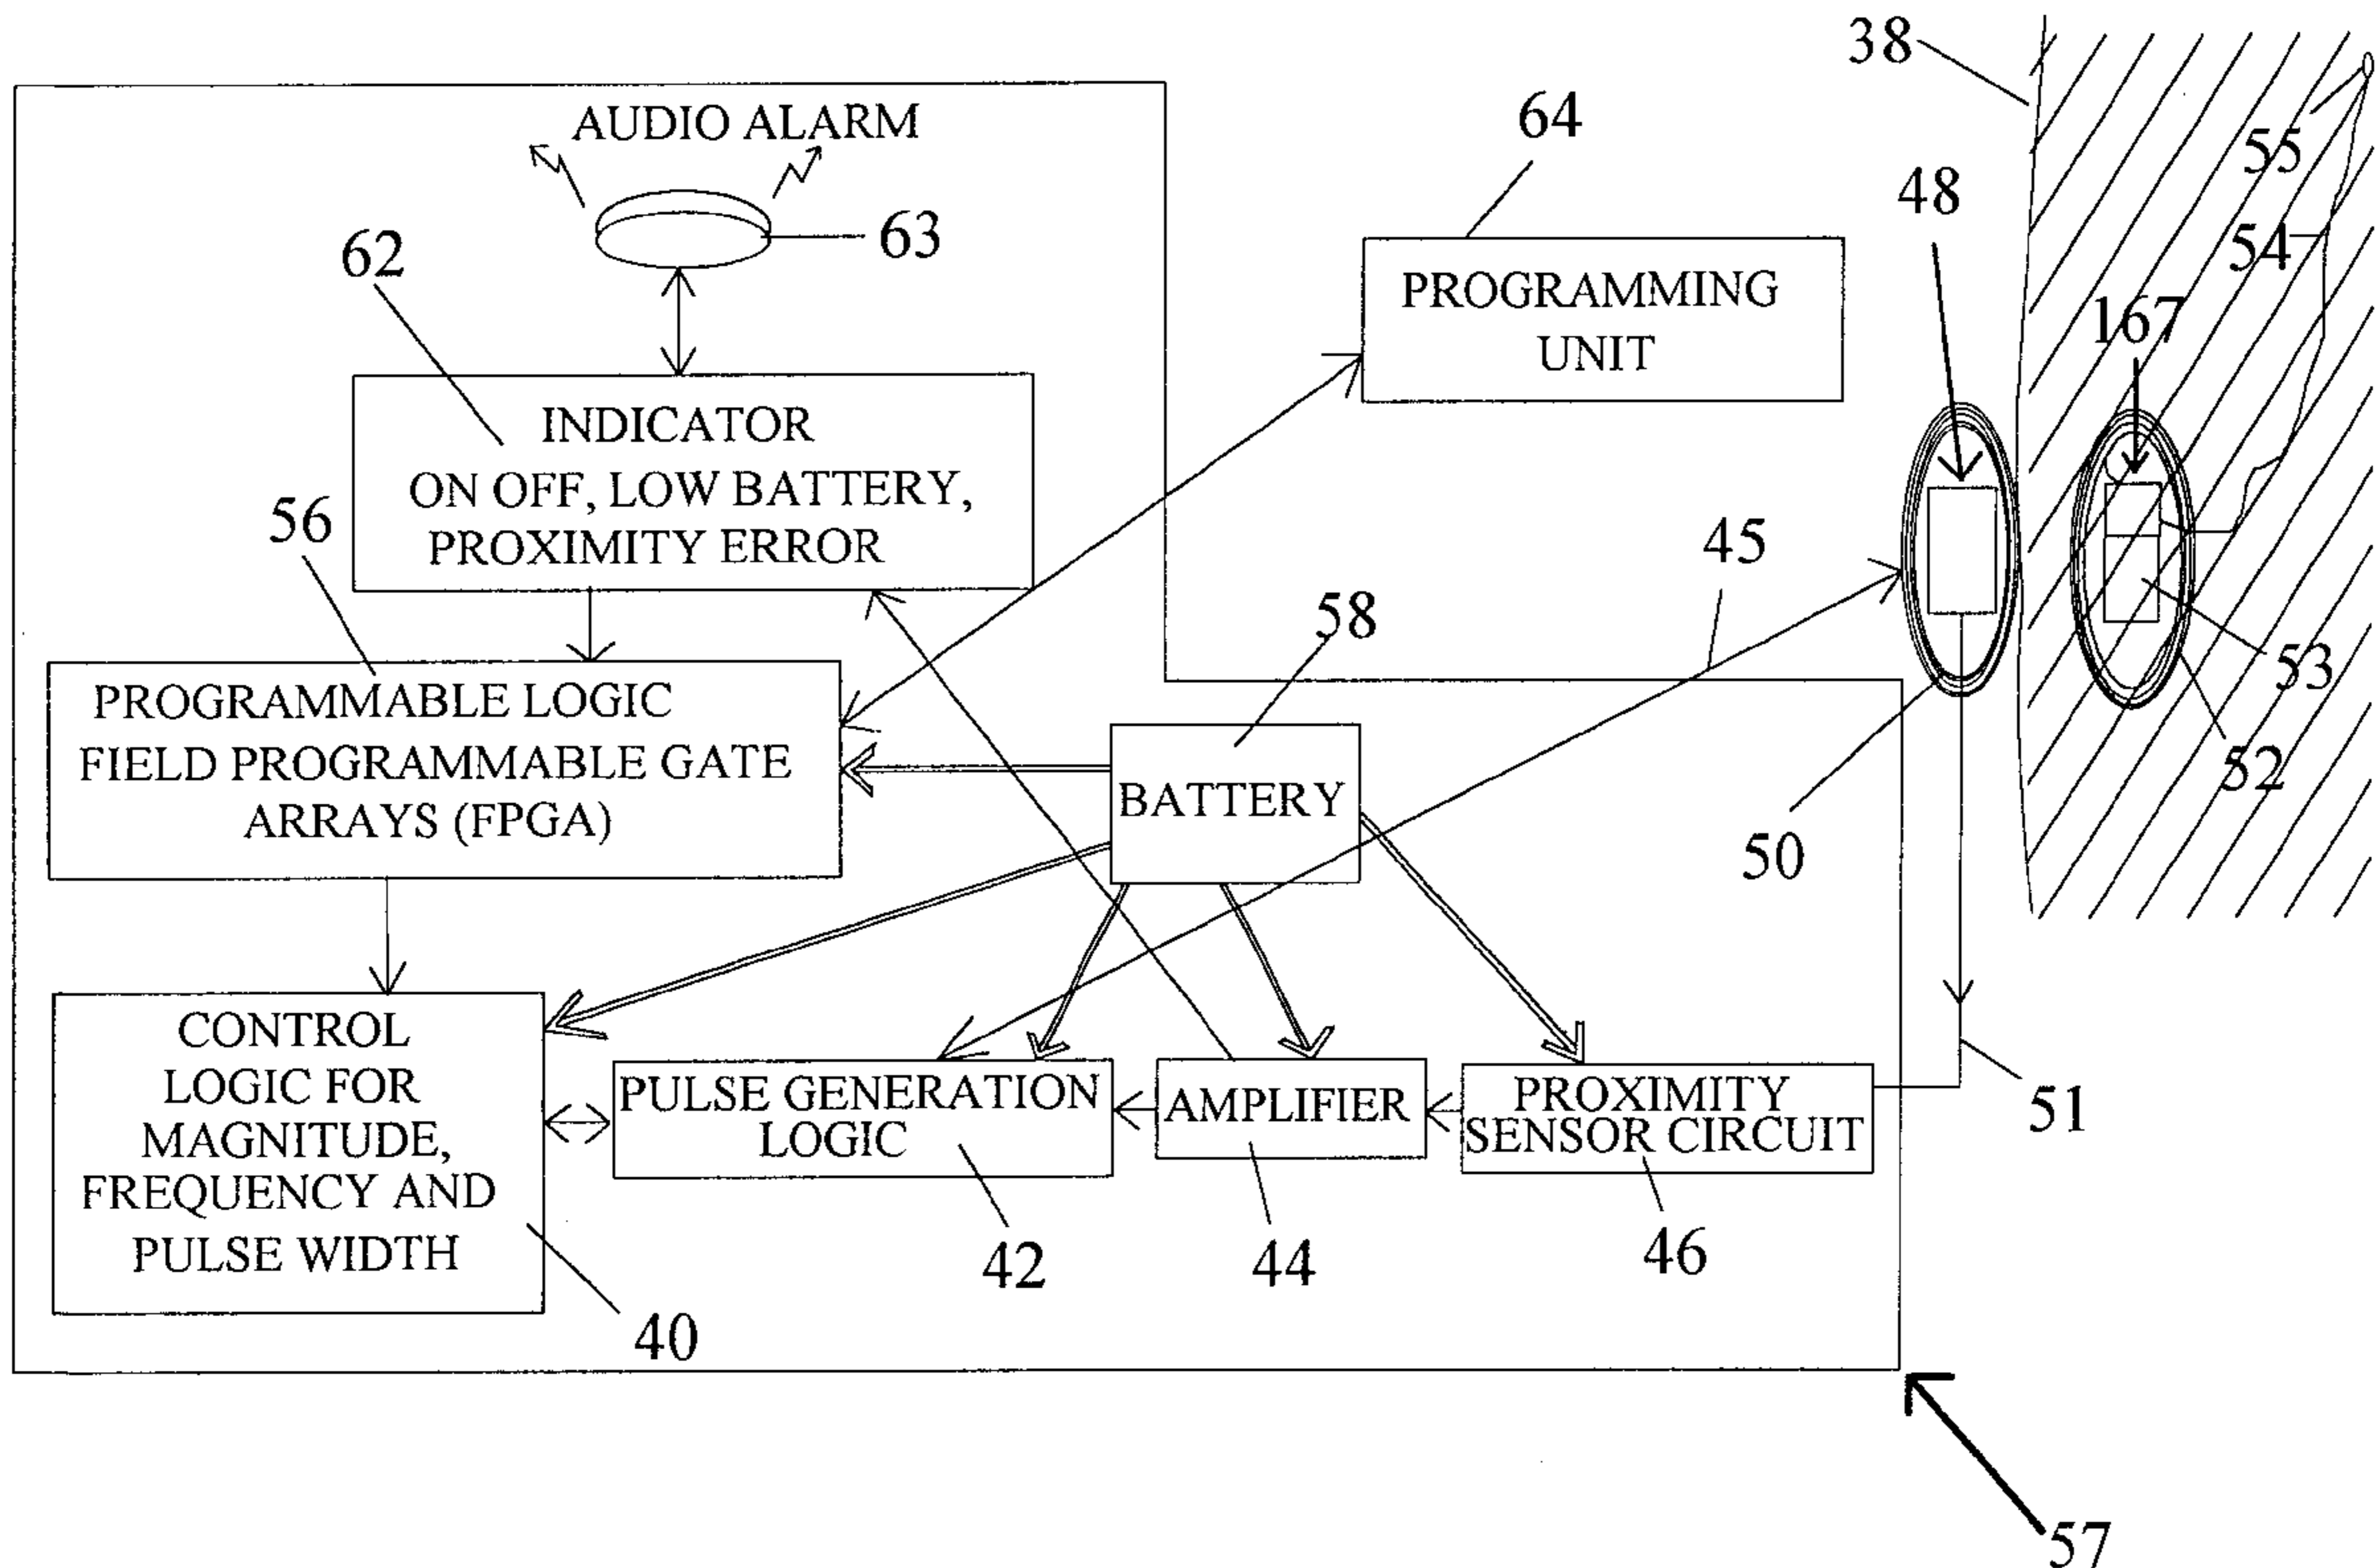 38
AUDIO ALARM
64
55
48
63
54
62
PROGRAMMING
UNIT
167
INDICATOR
ON OFF, LOW BATTERY,
PROXIMITY ERROR
56
45
58
53
PROGRAMMABLE LOGIC
FIELD PROGRAMMABLE GATE
ARRAYS (FPGA)
52
BATTERY
50
CONTROL
LOGIC FOR
MAGNITUDE,
FREQUENCY AND
PULSE WIDTH
PULSE GENERATION
LOGIC
AMPLIFIER
PROXIMITY
SENSOR CIRCUIT
51
42
44
46
40
57